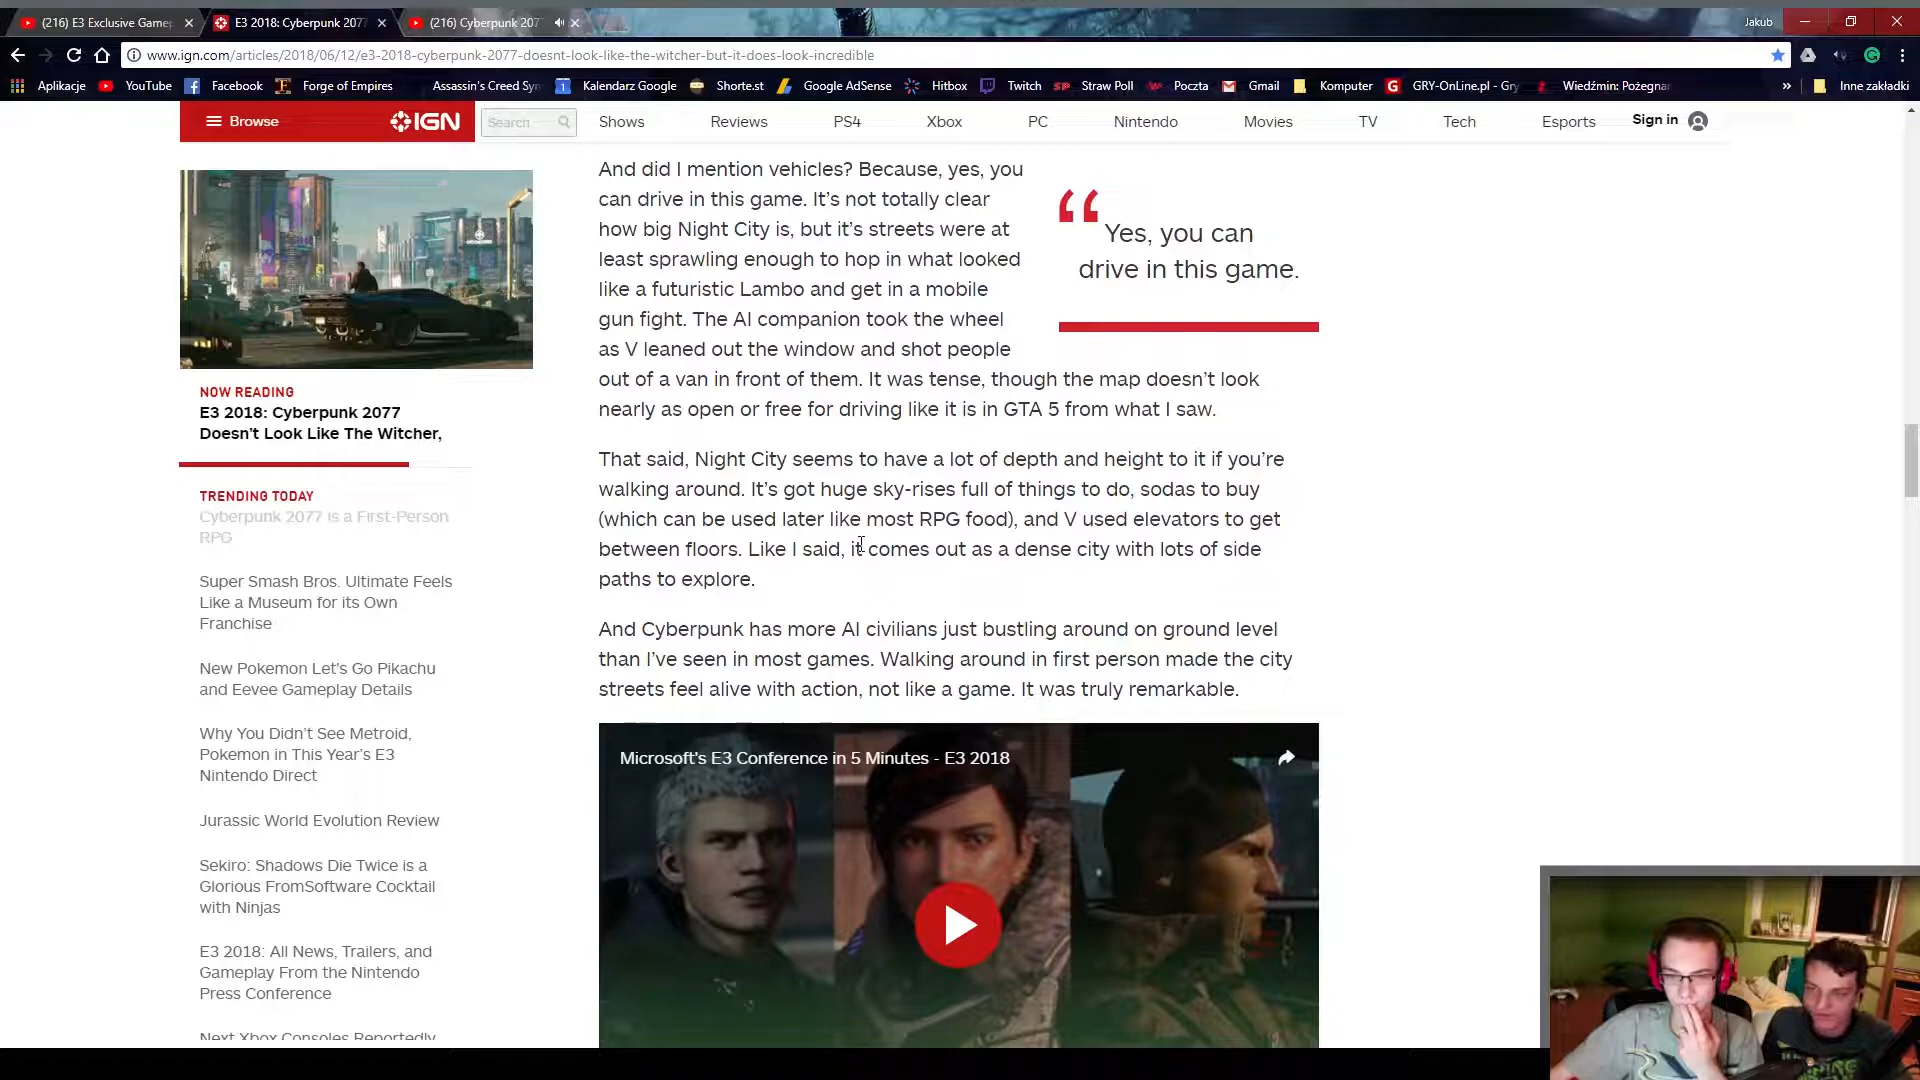 (216) E3 Exclusive Gamep
E3 2018: Cyberpunk 2077
(216) Cyberpunk 207
Jakub
www.ign.com/articles/2018/06/12/e3-2018-cyberpunk-2077-doesnt-look-like-the-witcher-but-it-does-look-incredible
Aplikacje
YouTube
Facebook
Forge of Empires
Assassin's Creed Syn
Kalendarz Google
Shorte.st
Google AdSense
Hitbox
Twitch
Straw Poll
Poczta
Gmail
Komputer
GRY-OnLine.pl - Gry
Wiedźmin: Pożegnan
»
Inne zakładki
Browse
IGN
Search
Shows
Reviews
PS4
Xbox
PC
Nintendo
Movies
TV
Tech
Esports
Sign in
NOW READING
E3 2018: Cyberpunk 2077
Doesn't Look Like The Witcher,
TRENDING TODAY
Cyberpunk 2077 is a First-Person
RPG
Super Smash Bros. Ultimate Feels
Like a Museum for its Own
Franchise
New Pokemon Let's Go Pikachu
and Eevee Gameplay Details
Why You Didn't See Metroid,
Pokemon in This Year's E3
Nintendo Direct
Jurassic World Evolution Review
Sekiro: Shadows Die Twice is a
Glorious FromSoftware Cocktail
with Ninjas
E3 2018: All News, Trailers, and
Gameplay From the Nintendo
Press Conference
Next Xbox Consoles Reportedly
And did I mention vehicles? Because, yes, you
can drive in this game. It's not totally clear
how big Night City is, but it's streets were at
least sprawling enough to hop in what looked
like a futuristic Lambo and get in a mobile
gun fight. The AI companion took the wheel
as V leaned out the window and shot people
out of a van in front of them. It was tense, though the map doesn't look
nearly as open or free for driving like it is in GTA 5 from what I saw.
“Yes, you can
drive in this game.
That said, Night City seems to have a lot of depth and height to it if you're
walking around. It's got huge sky-rises full of things to do, sodas to buy
(which can be used later like most RPG food), and V used elevators to get
between floors. Like I said, it comes out as a dense city with lots of side
paths to explore.
And Cyberpunk has more AI civilians just bustling around on ground level
than I've seen in most games. Walking around in first person made the city
streets feel alive with action, not like a game. It was truly remarkable.
Microsoft's E3 Conference in 5 Minutes - E3 2018